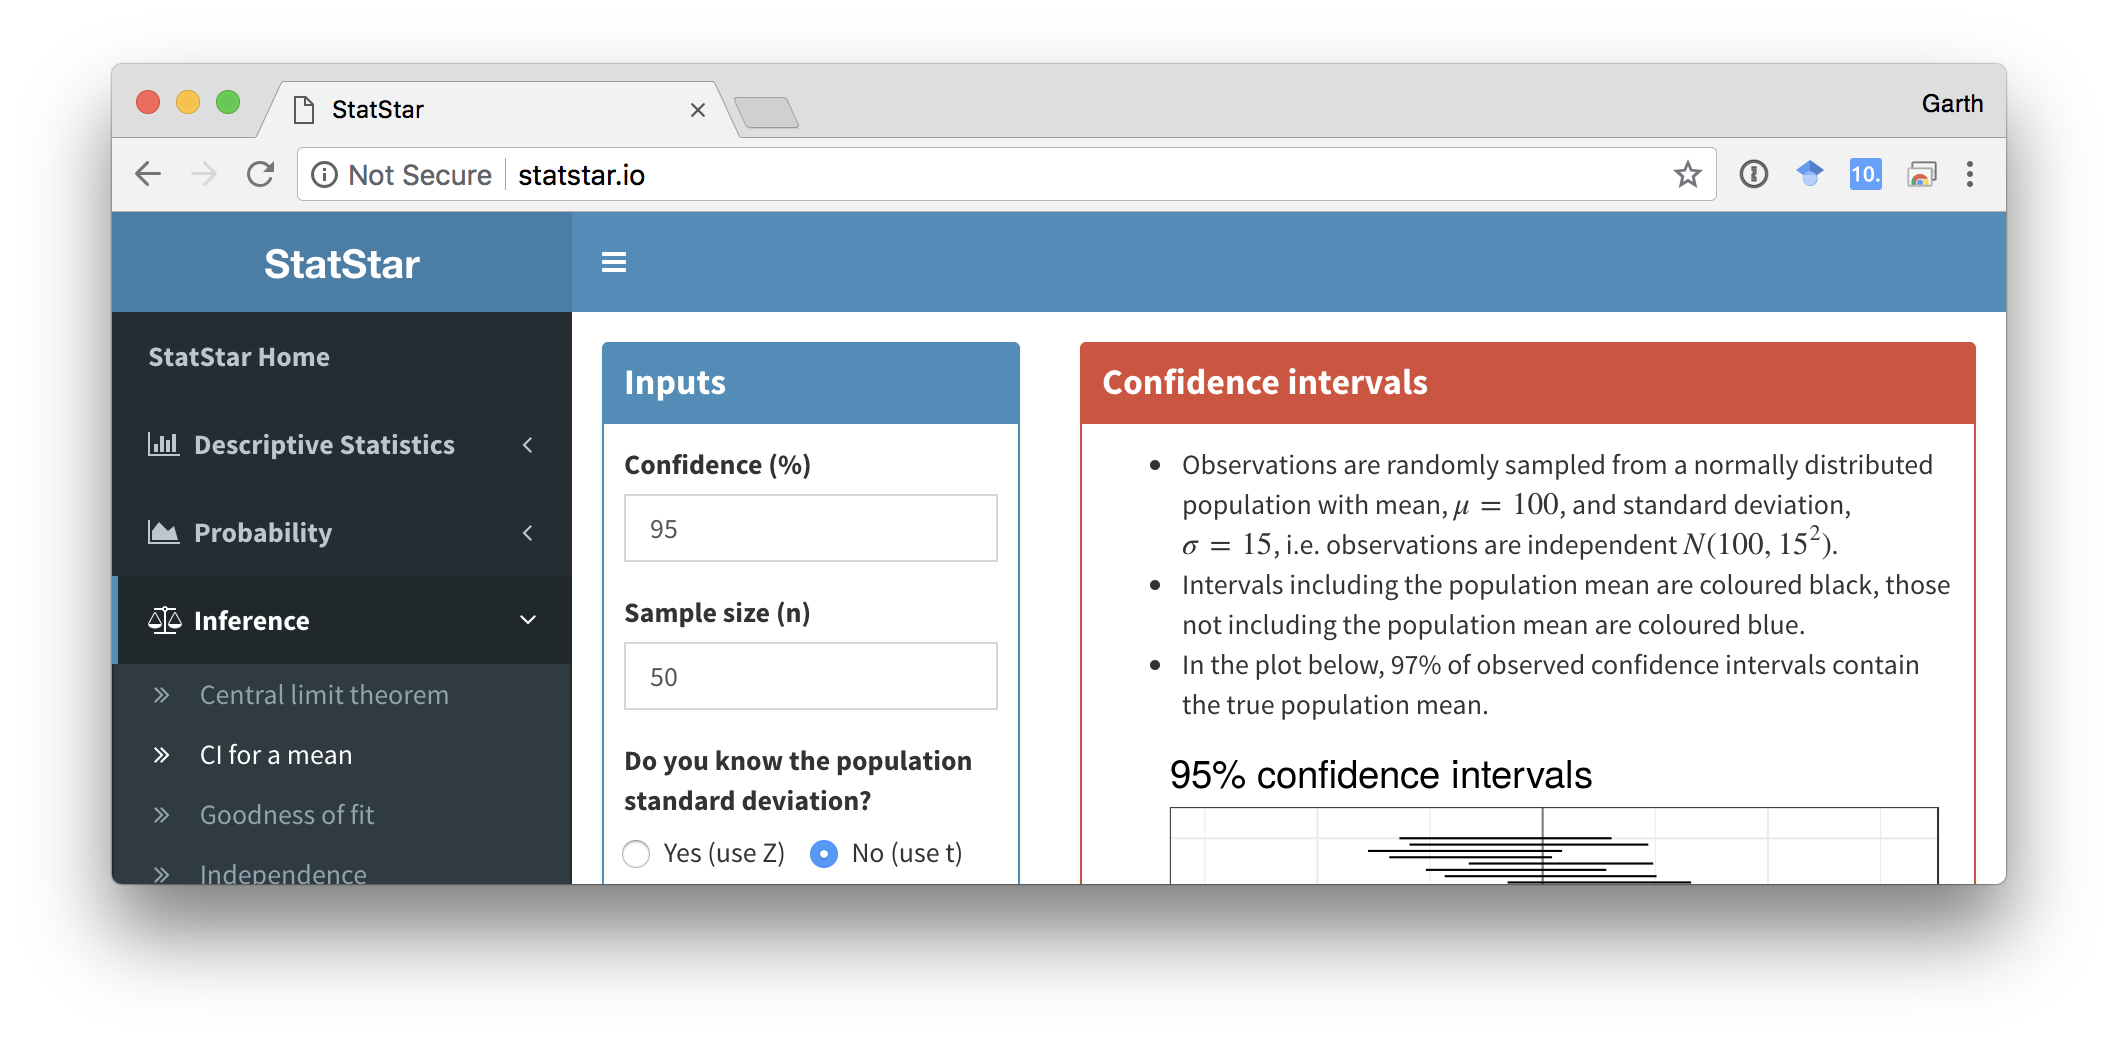 StatStar
Garth
Not Secure
statstar.io
10.
StatStar
StatStar Home
Descriptive Statistics
Probability
Inference
Central limit theorem
CI for a mean
Goodness of fit
Independence
Inputs
Confidence (%)
95
Sample size (n)
50
Do you know the population
standard deviation?
Yes (use Z)
No (use t)
Confidence intervals
Observations are randomly sampled from a normally distributed
population with mean, μ = 100, and standard deviation,
σ = 15, i.e. observations are independent N(100, 15²).
Intervals including the population mean are coloured black, those
not including the population mean are coloured blue.
In the plot below, 97% of observed confidence intervals contain
the true population mean.
95% confidence intervals